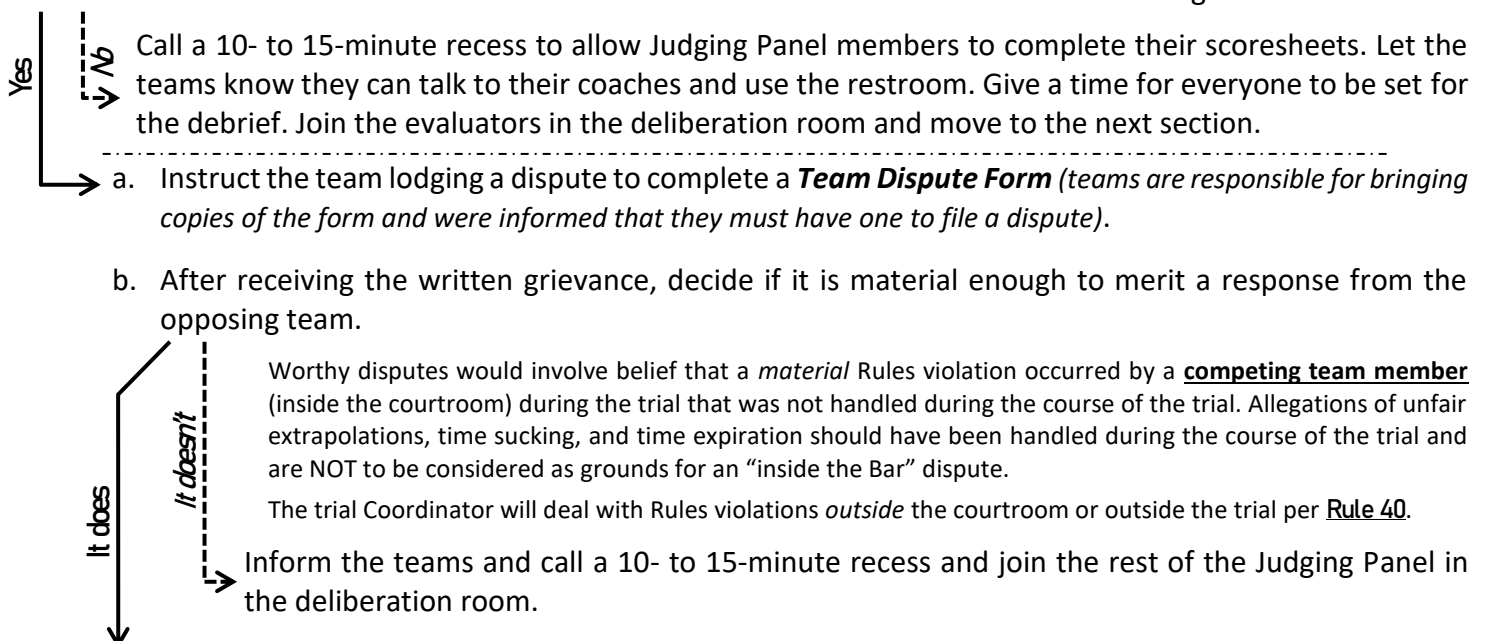 Yes
No
Call a 10- to 15-minute recess to allow Judging Panel members to complete their scoresheets. Let the
teams know they can talk to their coaches and use the restroom. Give a time for everyone to be set for
the debrief. Join the evaluators in the deliberation room and move to the next section.
a. Instruct the team lodging a dispute to complete a Team Dispute Form (teams are responsible for bringing
copies of the form and were informed that they must have one to file a dispute).
b. After receiving the written grievance, decide if it is material enough to merit a response from the
opposing team.
It does
It doesn't
Worthy disputes would involve belief that a material Rules violation occurred by a competing team member
(inside the courtroom) during the trial that was not handled during the course of the trial. Allegations of unfair
extrapolations, time sucking, and time expiration should have been handled during the course of the trial and
are NOT to be considered as grounds for an “inside the Bar” dispute.
The trial Coordinator will deal with Rules violations outside the courtroom or outside the trial per Rule 40.
Inform the teams and call a 10- to 15-minute recess and join the rest of the Judging Panel in
the deliberation room.